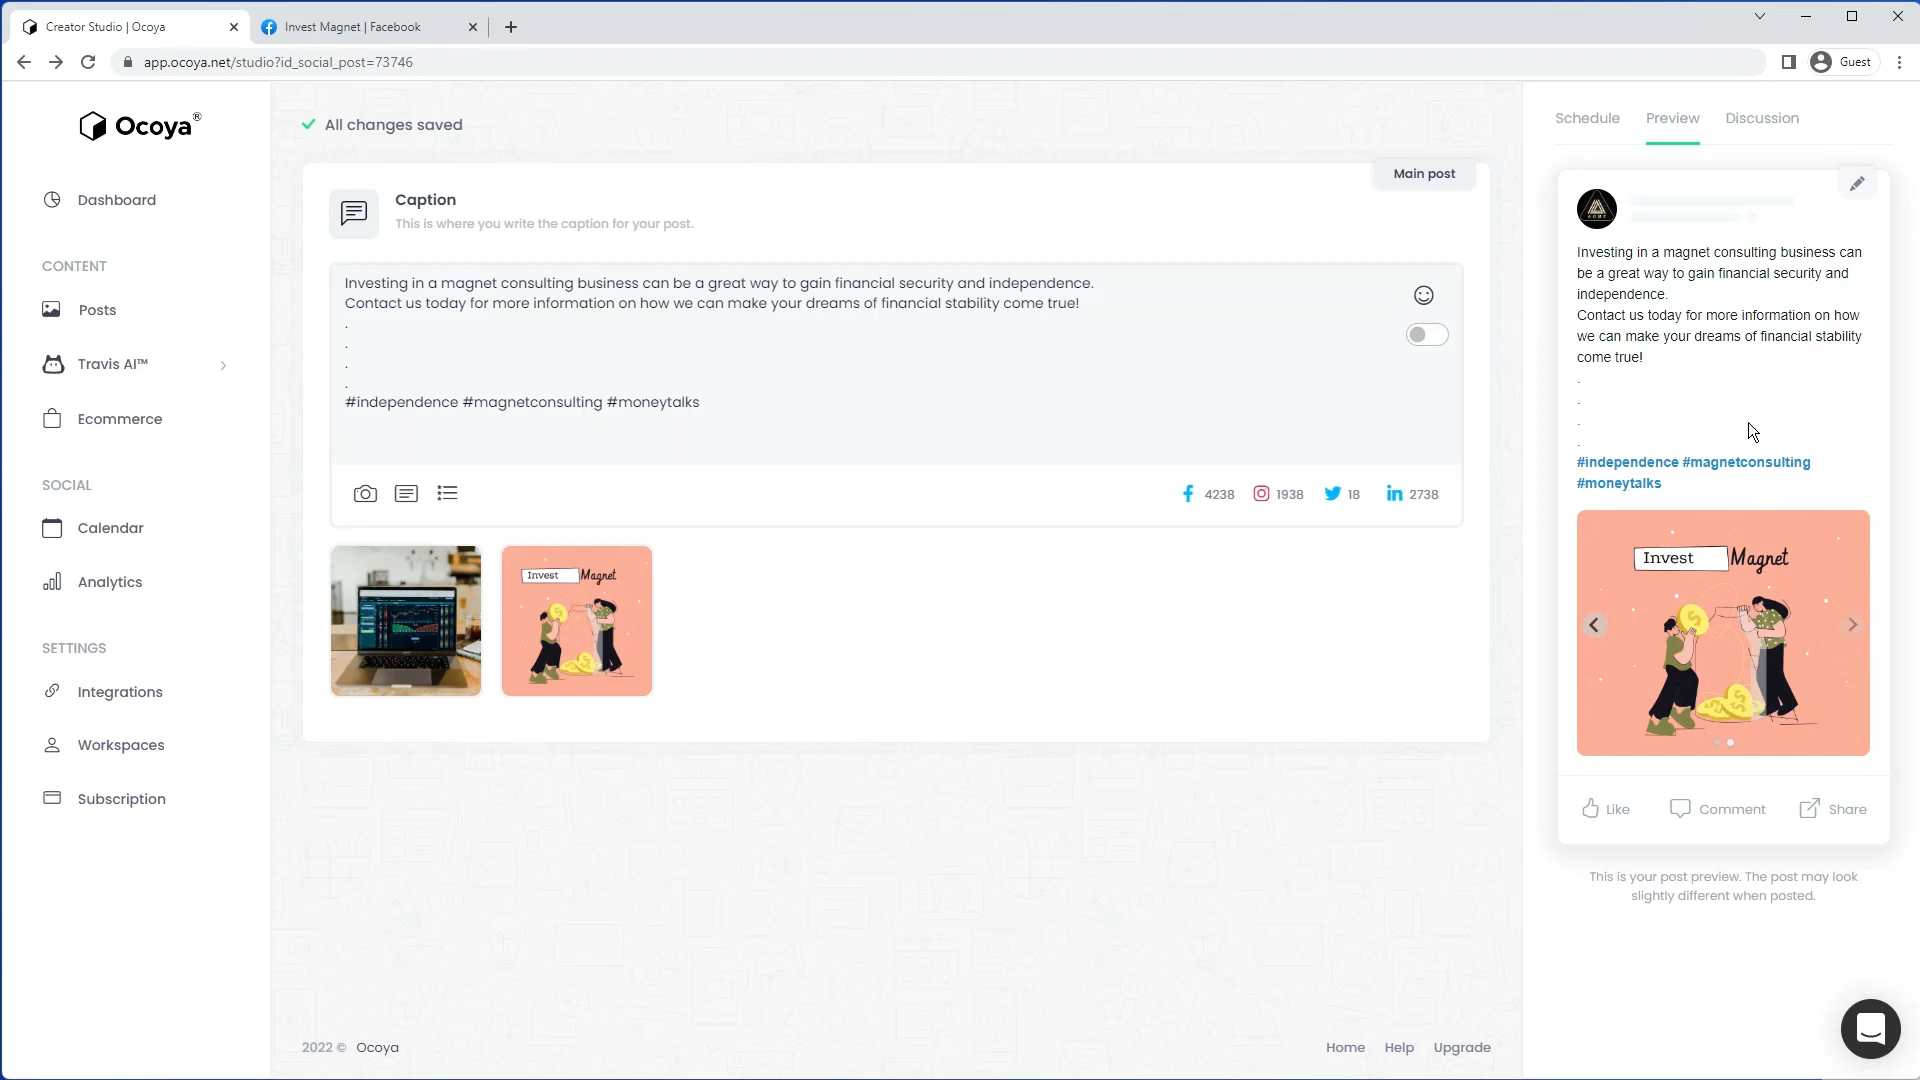 Creator Studio | Ocoya
Invest Magnet | Facebook
app.ocoya.net/studio?id_social_post=73746
Guest
Ocoya®
Dashboard
CONTENT
Posts
Travis AI™
Ecommerce
SOCIAL
Calendar
Analytics
SETTINGS
Integrations
Workspaces
Subscription
All changes saved
Main post
Caption
This is where you write the caption for your post.
Investing in a magnet consulting business can be a great way to gain financial security and independence.
Contact us today for more information on how we can make your dreams of financial stability come true!
.
.
.
.
#independence #magnetconsulting #moneytalks
4238
1938
18
2738
Invest Magnet
2022 © Ocoya
Home
Help
Upgrade
Schedule
Preview
Discussion
Investing in a magnet consulting business can
be a great way to gain financial security and
independence.
Contact us today for more information on how
we can make your dreams of financial stability
come true!
.
.
.
.
#independence #magnetconsulting
#moneytalks
Invest Magnet
Like
Comment
Share
This is your post preview. The post may look
slightly different when posted.